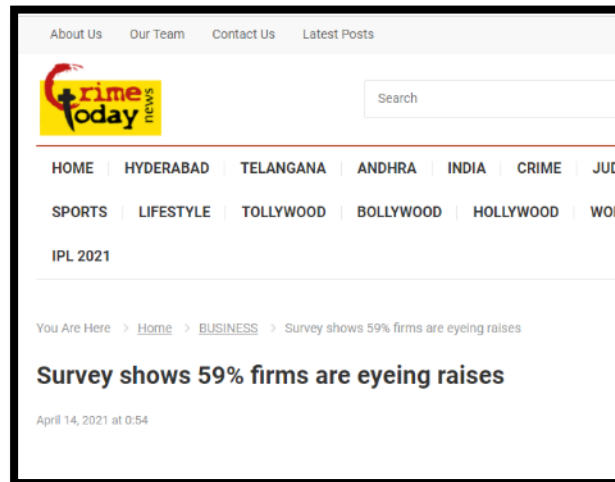 About Us Our Team Contact Us Latest Posts
Crime
Today news
Search
HOME HYDERABAD TELANGANA ANDHRA INDIA CRIME
SPORTS LIFESTYLE TOLLYWOOD BOLLYWOOD HOLLYWOOD
IPL 2021
You Are Here > Home > BUSINESS > Survey shows 59% firms are eyeing raises
Survey shows 59% firms are eyeing raises
April 14, 2021 at 0:54